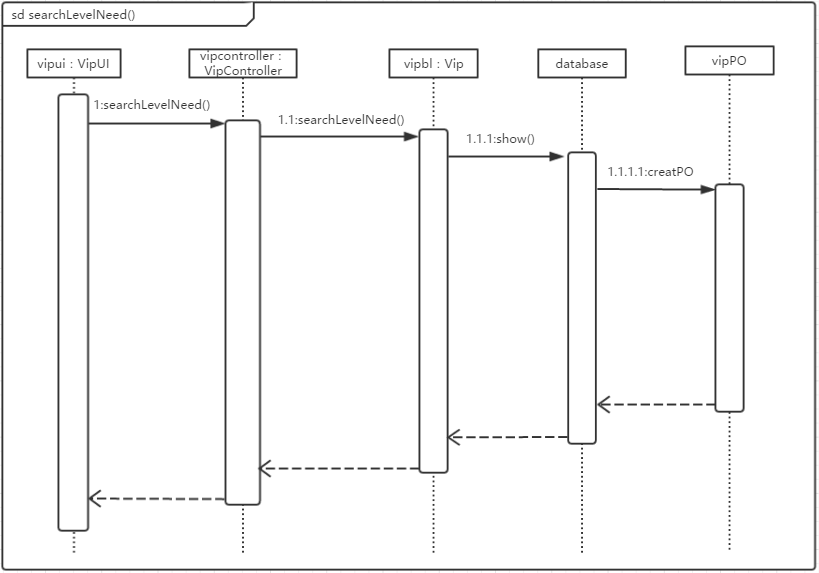 sd searchLevelNeed()
vipui : VipUI
vipcontroller :
VipController
vipbl : Vip
database
vipPO
1:searchLevelNeed()
1.1:searchLevelNeed()
1.1.1:show()
1.1.1.1:creatPO